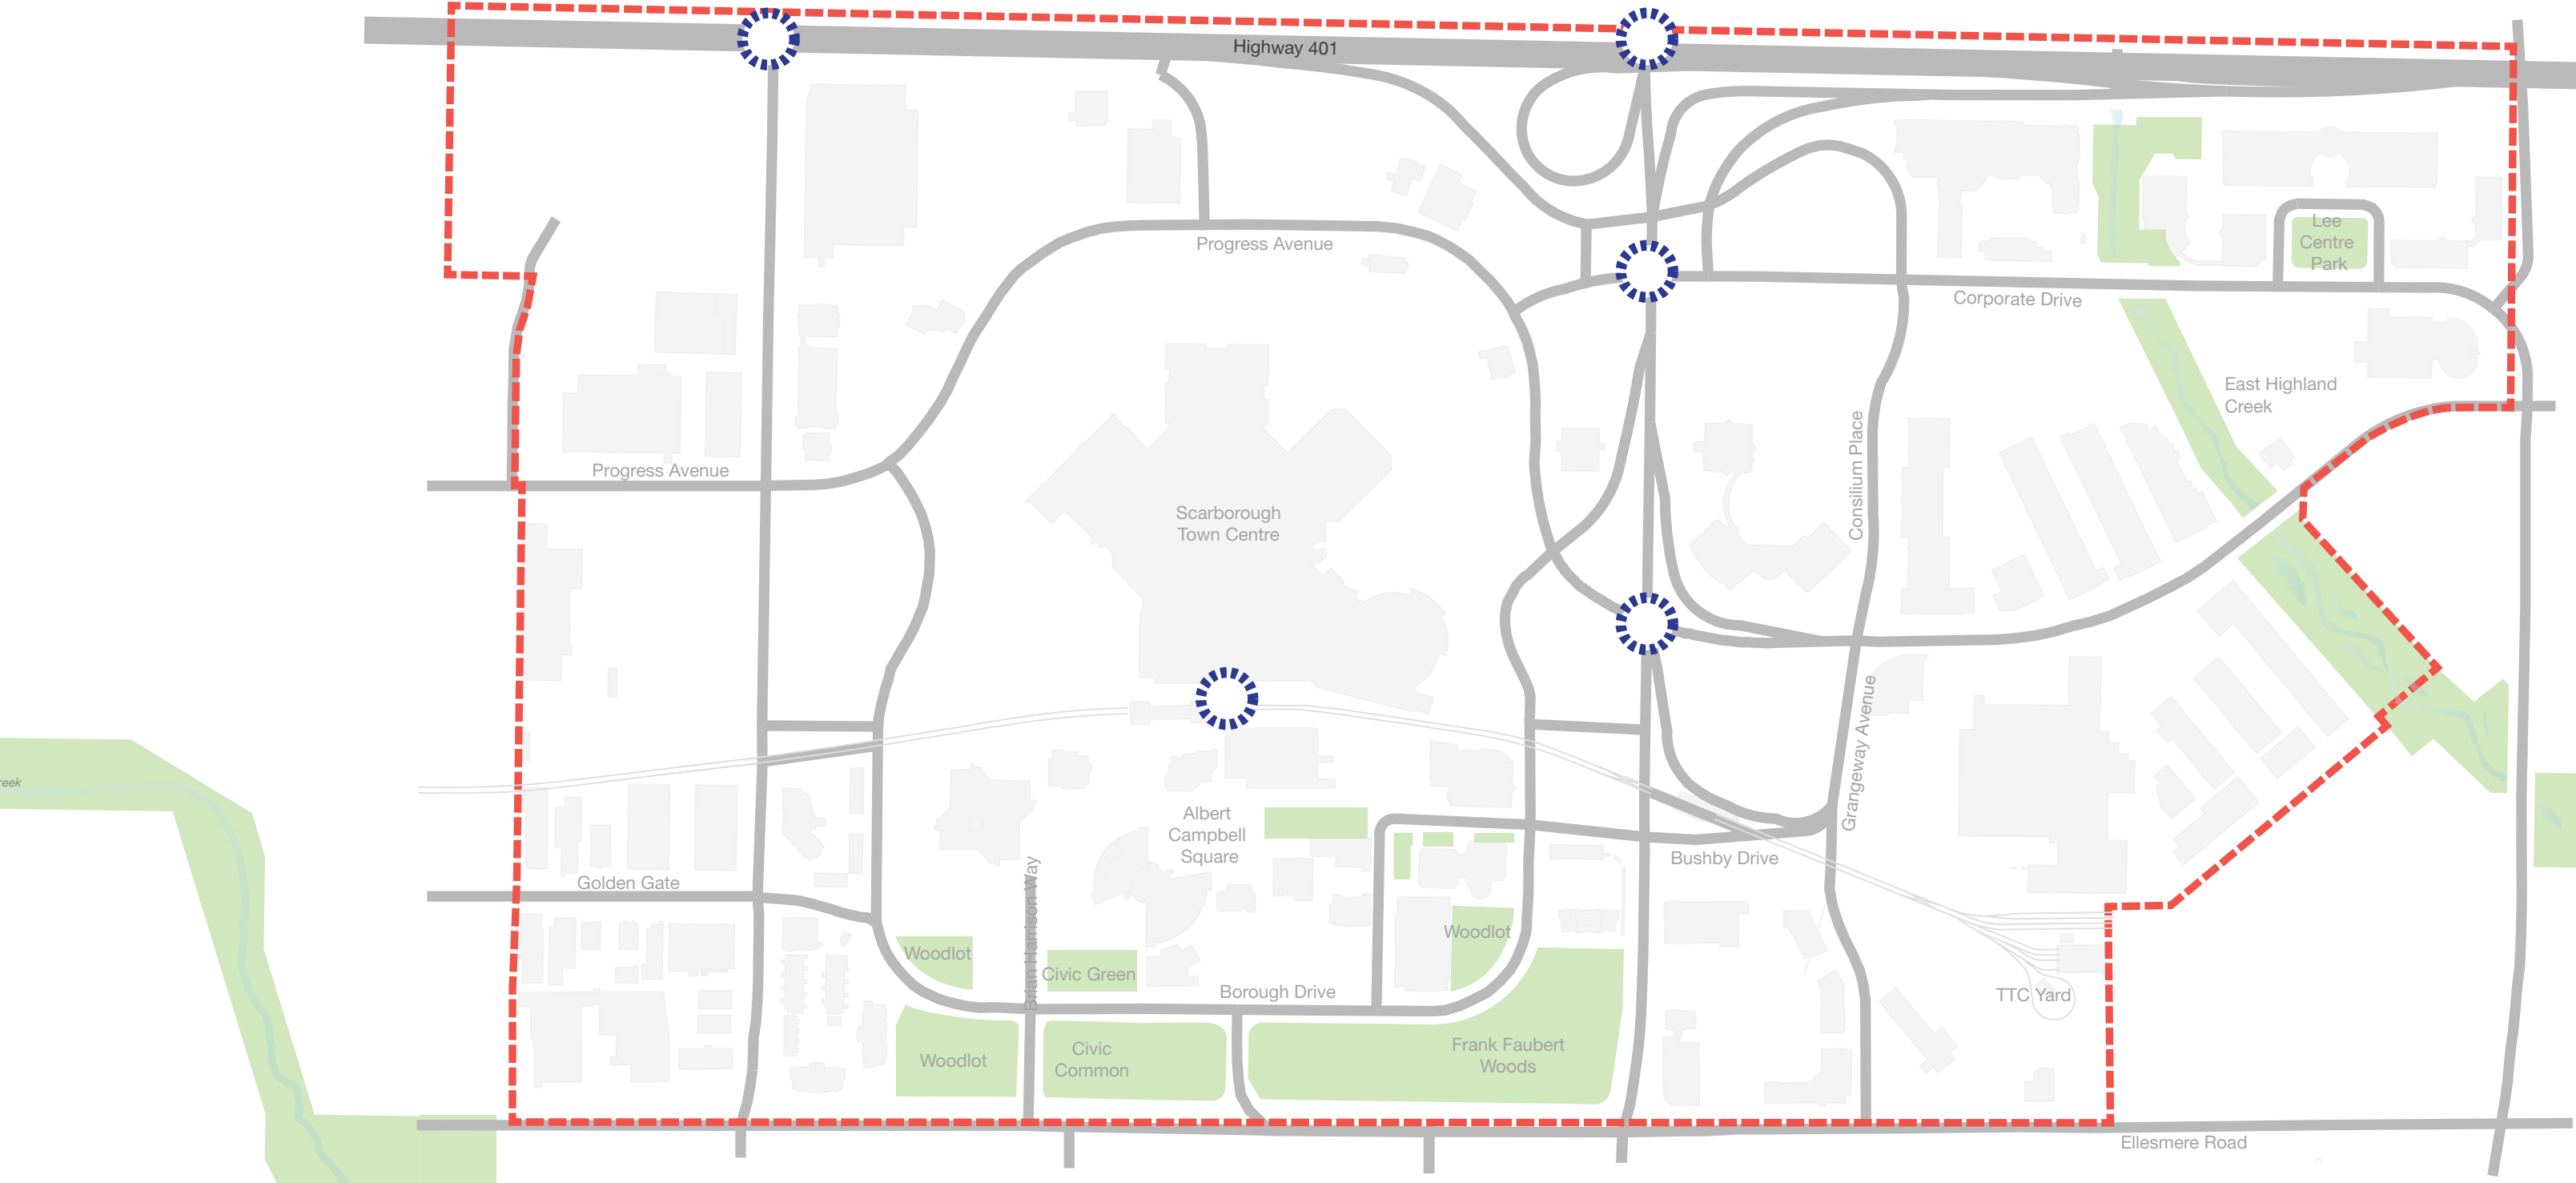 Highway 401
Progress Avenue
Lee
Centre
Park
Corporate Drive
East Highland
Creek
Progress Avenue
Consilium Place
Scarborough
Town Centre
Grangeway Avenue
reek
Albert
Campbell
Square
Bushby Drive
Golden Gate
Brian Harrison Way
Woodlot
Woodlot
Civic Green
Borough Drive
TTC Yard
Woodlot
Civic
Common
Frank Faubert
Woods
Ellesmere Road